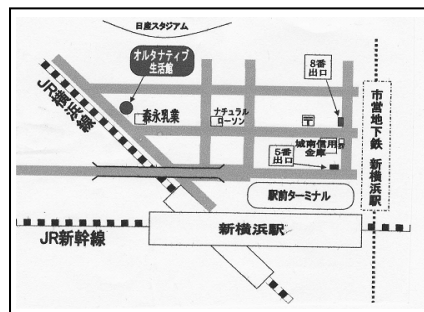 日産スタジアム
オルタナティブ
生活館
8番
出口
JR横浜線
森永乳業
ナチュラル
ローソン
〒
城南信用
金庫
5番
出口
市営地下鉄 新横浜駅
駅前ターミナル
新横浜駅
JR新幹線